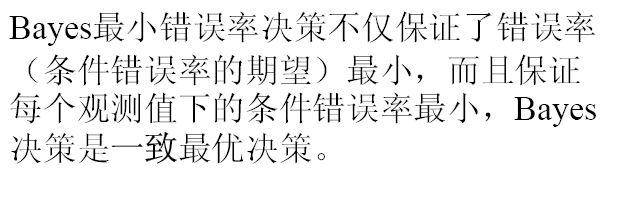 Bayes最小错误率决策不仅保证了错误率
（条件错误率的期望）最小，而且保证
每个观测值下的条件错误率最小，Bayes
决策是一致最优决策。